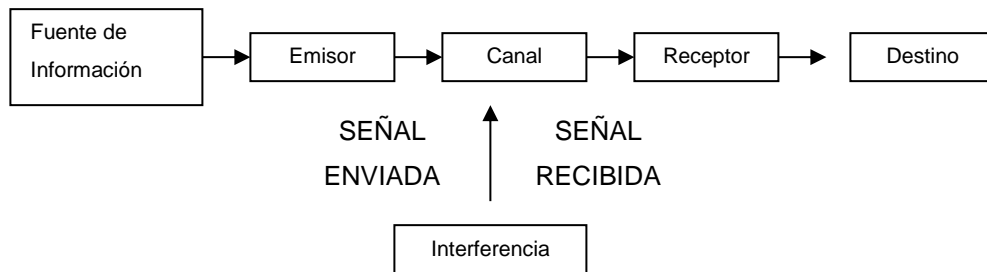 Fuente de
Información
Emisor
Canal
Receptor
Destino
SEÑAL
ENVIADA
SEÑAL
RECIBIDA
Interferencia